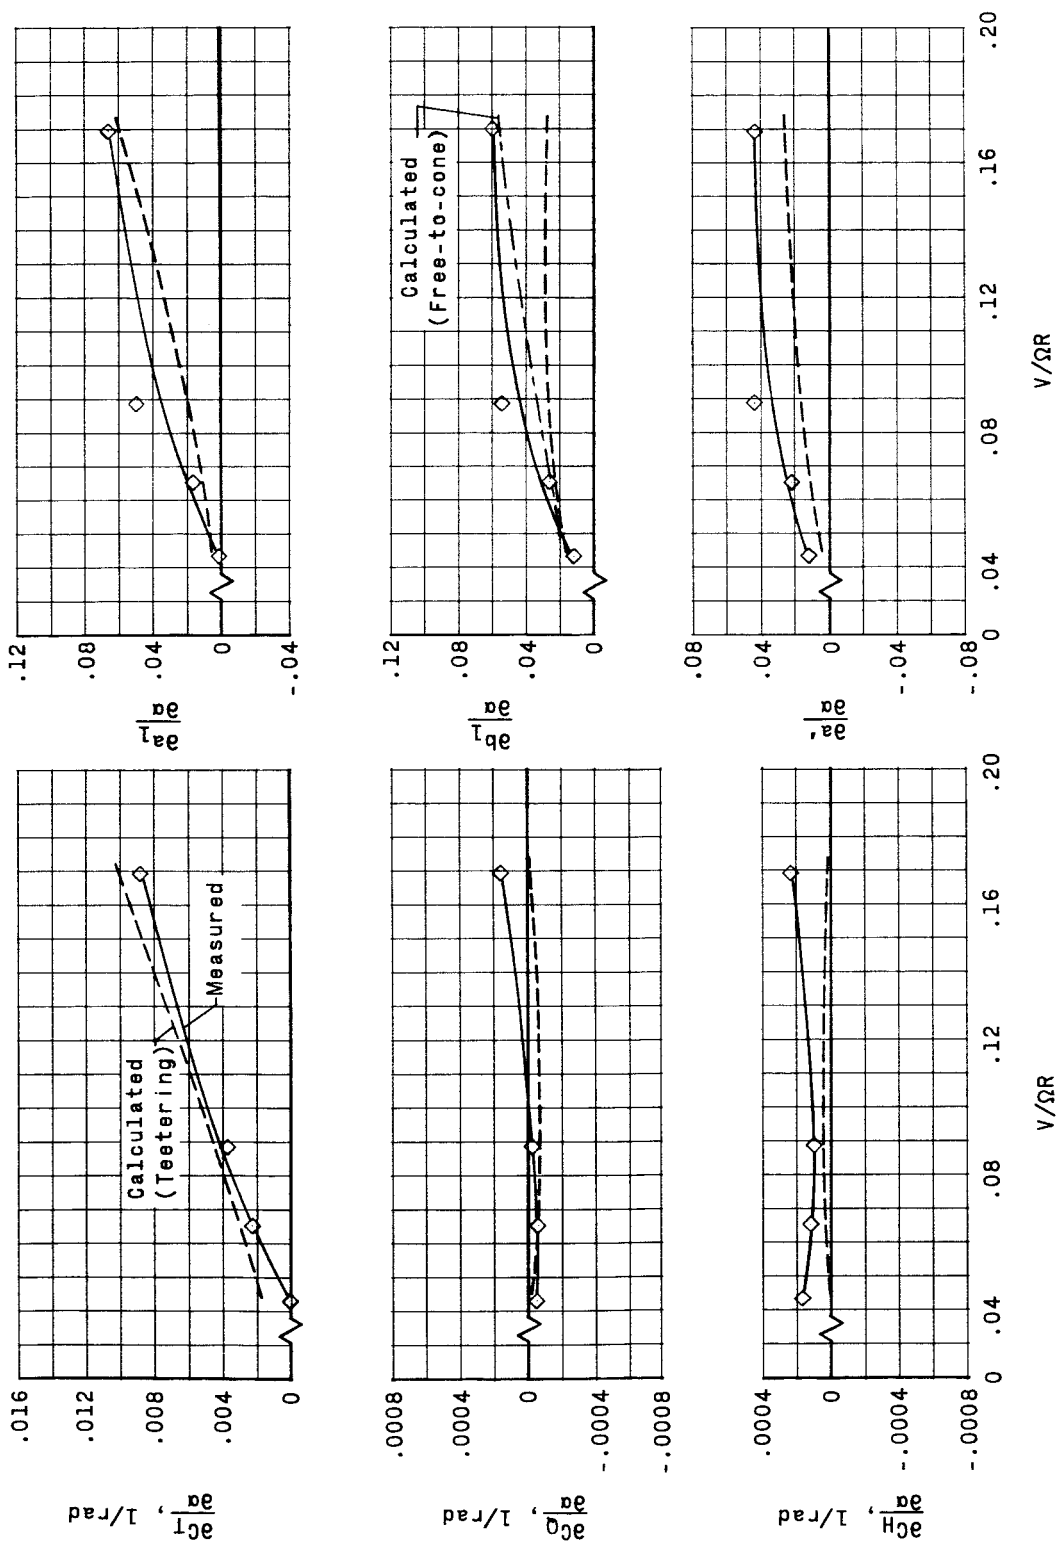 ∂C_T/∂α, 1/rad
.016
.012
.008
.004
0
Calculated
(Teetering)
Measured
∂C_Q/∂α, 1/rad
.0008
.0004
0
-.0004
-.0008
∂C_H/∂α, 1/rad
.0004
0
-.0004
-.0008
0 .04 .08 .12 .16 .20
V/ΩR
∂a₁/∂α
.12
.08
.04
0
-.04
∂b₁/∂α
.12
.08
.04
0
Calculated
(Free-to-cone)
∂a'/∂α
.08
.04
0
-.04
-.08
0 .04 .08 .12 .16 .20
V/ΩR